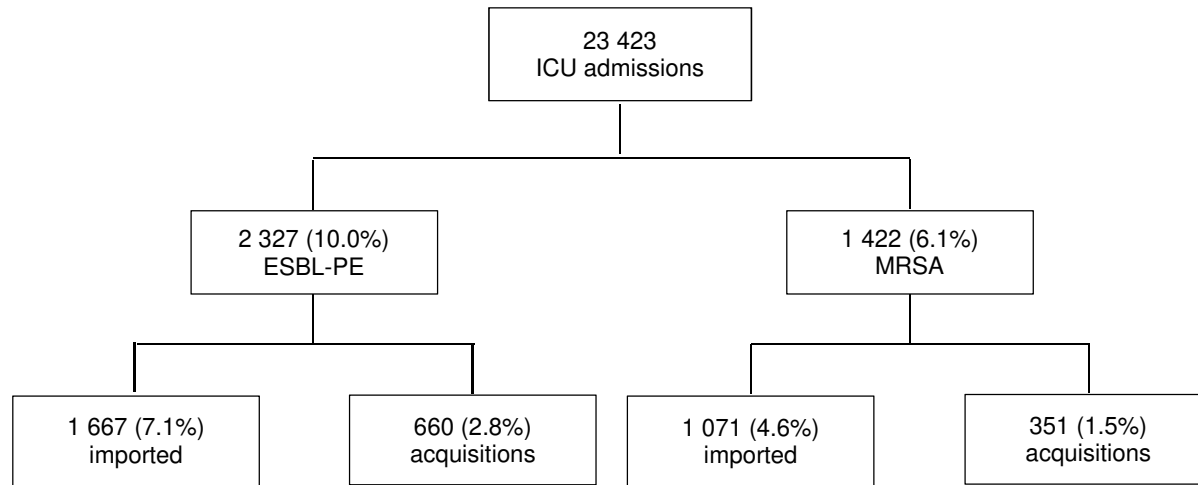 23 423
ICU admissions
2 327 (10.0%)
ESBL-PE
1 422 (6.1%)
MRSA
1 667 (7.1%)
imported
660 (2.8%)
acquisitions
1 071 (4.6%)
imported
351 (1.5%)
acquisitions